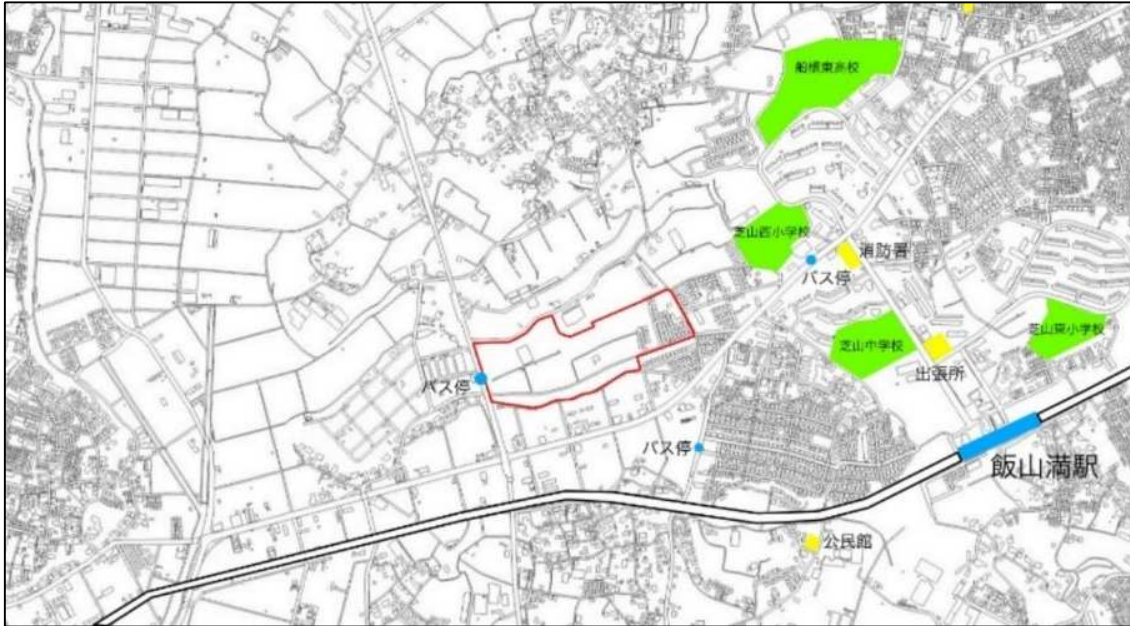 船橋東高校
芝山西小学校
消防署
バス停
芝山東小学校
芝山中学校
出張所
バス停
バス停
飯山満駅
公民館